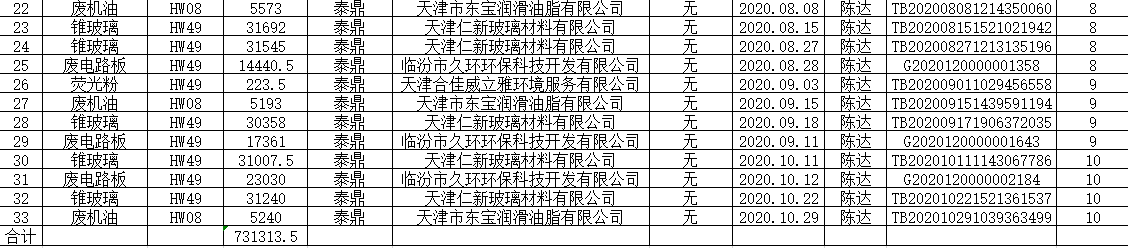 22 废机油 HW08 5573 泰鼎 天津市东宝润滑油脂有限公司 无 2020.08.08 陈达 TB202008081214350060 8
23 锥玻璃 HW49 31692 泰鼎 天津仁新玻璃材料有限公司 无 2020.08.15 陈达 TB202008151521021942 8
24 锥玻璃 HW49 31545 泰鼎 天津仁新玻璃材料有限公司 无 2020.08.27 陈达 TB202008271213135196 8
25 废电路板 HW49 14440.5 泰鼎 临汾市久环环保科技开发有限公司 无 2020.08.28 陈达 G2020120000001358 8
26 荧光粉 HW49 223.5 泰鼎 天津合佳威立雅环境服务有限公司 无 2020.09.03 陈达 TB202009011029456558 9
27 废机油 HW08 5193 泰鼎 天津市东宝润滑油脂有限公司 无 2020.09.15 陈达 TB202009151439591194 9
28 锥玻璃 HW49 30358 泰鼎 天津仁新玻璃材料有限公司 无 2020.09.18 陈达 TB202009171906372035 9
29 废电路板 HW49 17361 泰鼎 临汾市久环环保科技开发有限公司 无 2020.09.11 陈达 G2020120000001643 9
30 锥玻璃 HW49 31007.5 泰鼎 天津仁新玻璃材料有限公司 无 2020.10.11 陈达 TB202010111143067786 10
31 废电路板 HW49 23030 泰鼎 临汾市久环环保科技开发有限公司 无 2020.10.12 陈达 G2020120000002184 10
32 锥玻璃 HW49 31240 泰鼎 天津仁新玻璃材料有限公司 无 2020.10.22 陈达 TB202010221521361537 10
33 废机油 HW08 5240 泰鼎 天津市东宝润滑油脂有限公司 无 2020.10.29 陈达 TB202010291039363499 10
合计 731313.5